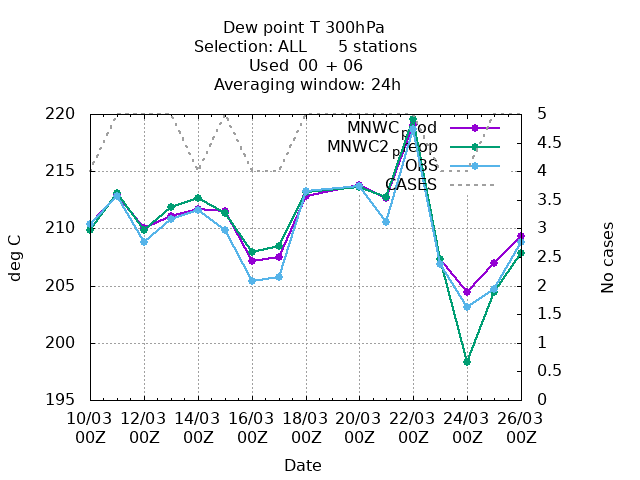 Dew point T 300hPa
Selection: ALL 5 stations
Used 00 + 06
Averaging window: 24h
220
215
210
205
200
195
deg C
5
4.5
4
3.5
3
2.5
2
1.5
1
0.5
0
No cases
MNWC_prod
MNWC2_preop
OBS
CASES
10/03 12/03 14/03 16/03 18/03 20/03 22/03 24/03 26/03
00Z 00Z 00Z 00Z 00Z 00Z 00Z 00Z 00Z
Date